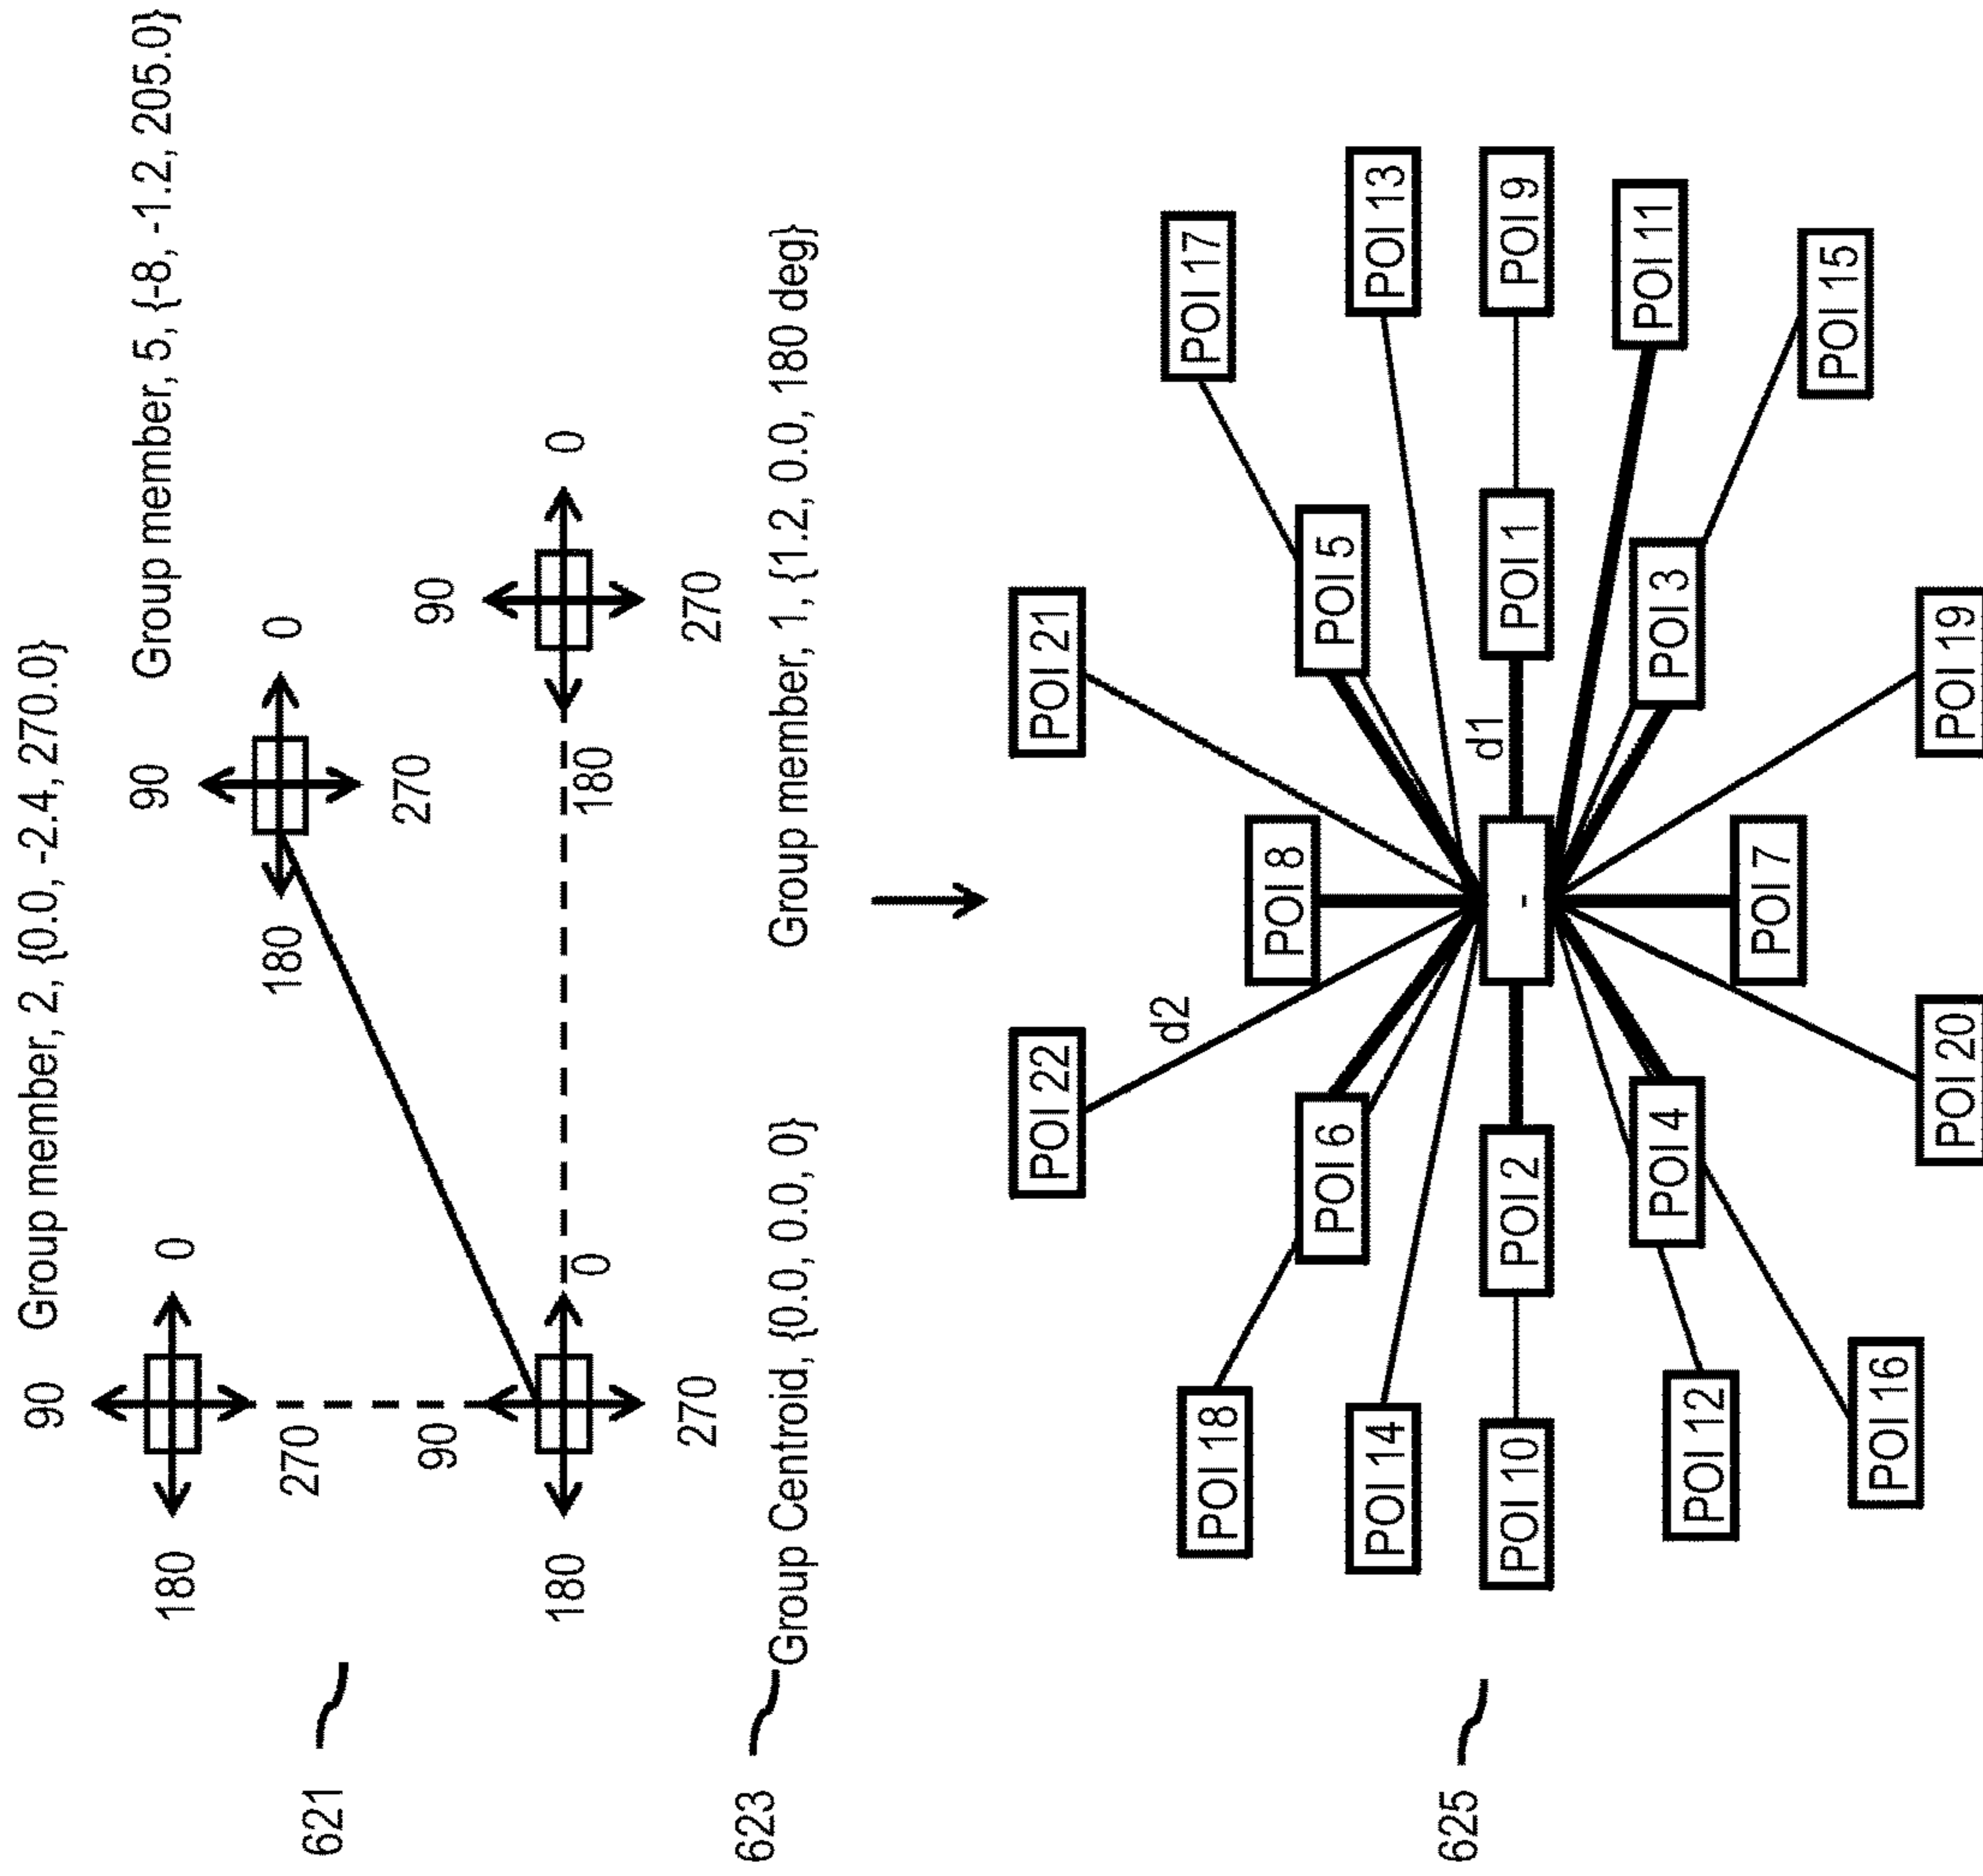 90
Group member, 2, {0.0, -2.4, 270.0}
90
Group member, 5, {-8, -1.2, 205.0}
180
0
180
0
270
621
270
90
90
180
0
180
0
270
270
623
Group Centroid, {0.0, 0.0, 0}
Group member, 1, {1.2, 0.0, 180 deg}
POI 22
POI 21
d2
POI 18
POI 17
POI 8
POI 6
POI 5
POI 14
POI 13
d1
625
POI 10
POI 2
-
POI 1
POI 9
POI 11
POI 4
POI 3
POI 12
POI 7
POI 15
POI 16
POI 20
POI 19